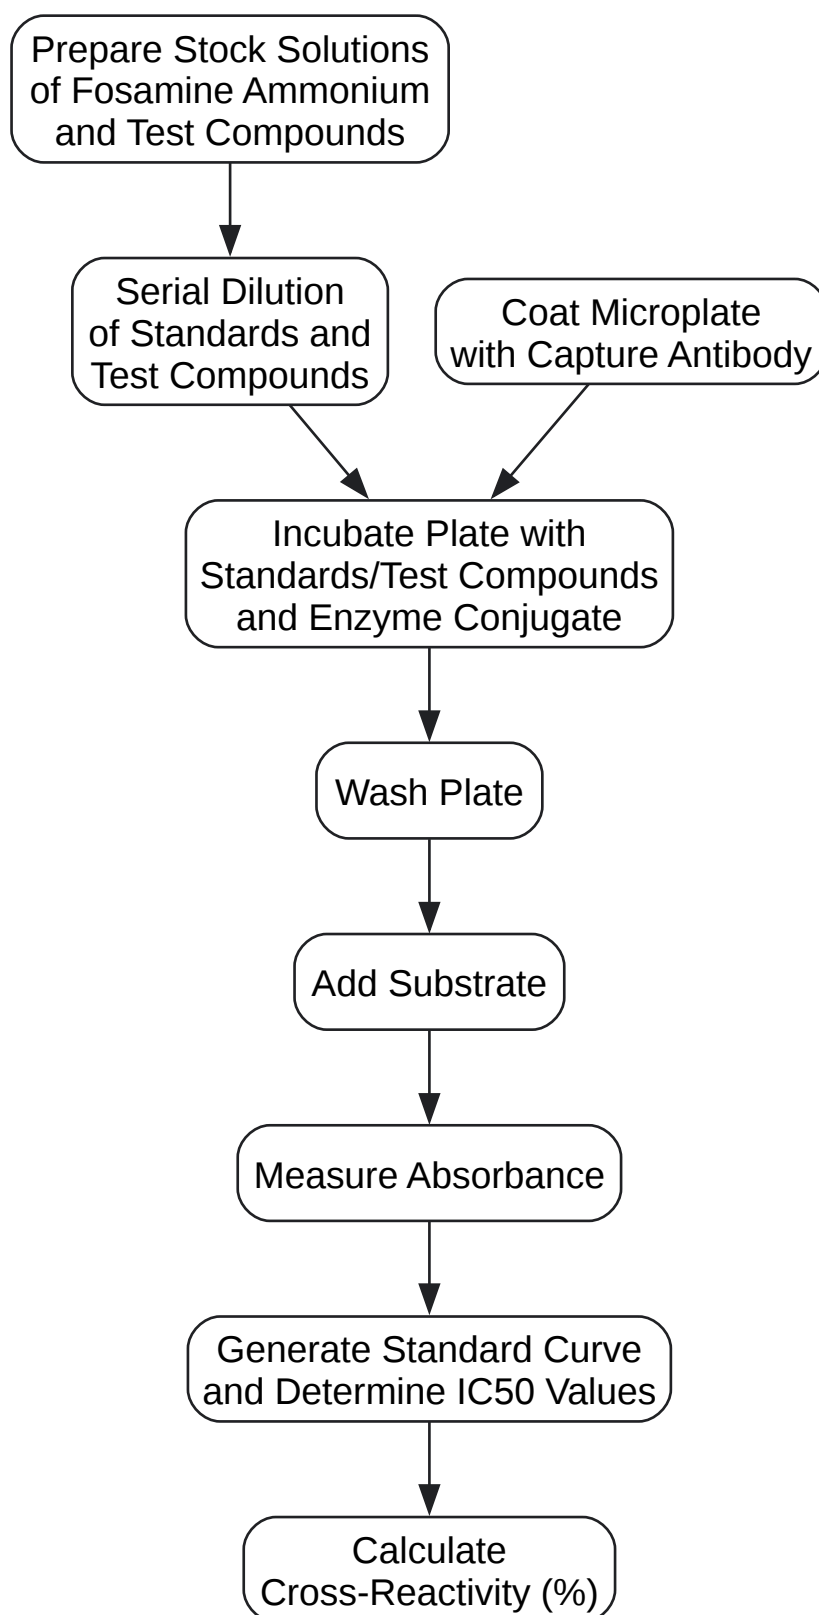 Prepare Stock Solutions
of Fosamine Ammonium
and Test Compounds
Serial Dilution
of Standards and
Test Compounds
Coat Microplate
with Capture Antibody
Incubate Plate with
Standards/Test Compounds
and Enzyme Conjugate
Wash Plate
Add Substrate
Measure Absorbance
Generate Standard Curve
and Determine IC50 Values
Calculate
Cross-Reactivity (%)